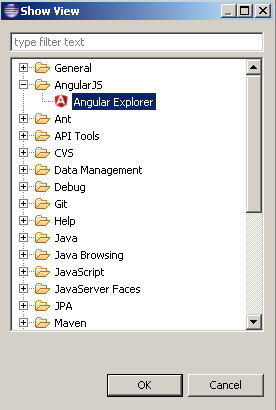 Show View
type filter text
General
AngularJS
Angular Explorer
Ant
API Tools
CVS
Data Management
Debug
Git
Help
Java
Java Browsing
JavaScript
JavaServer Faces
JPA
Maven
OK Cancel